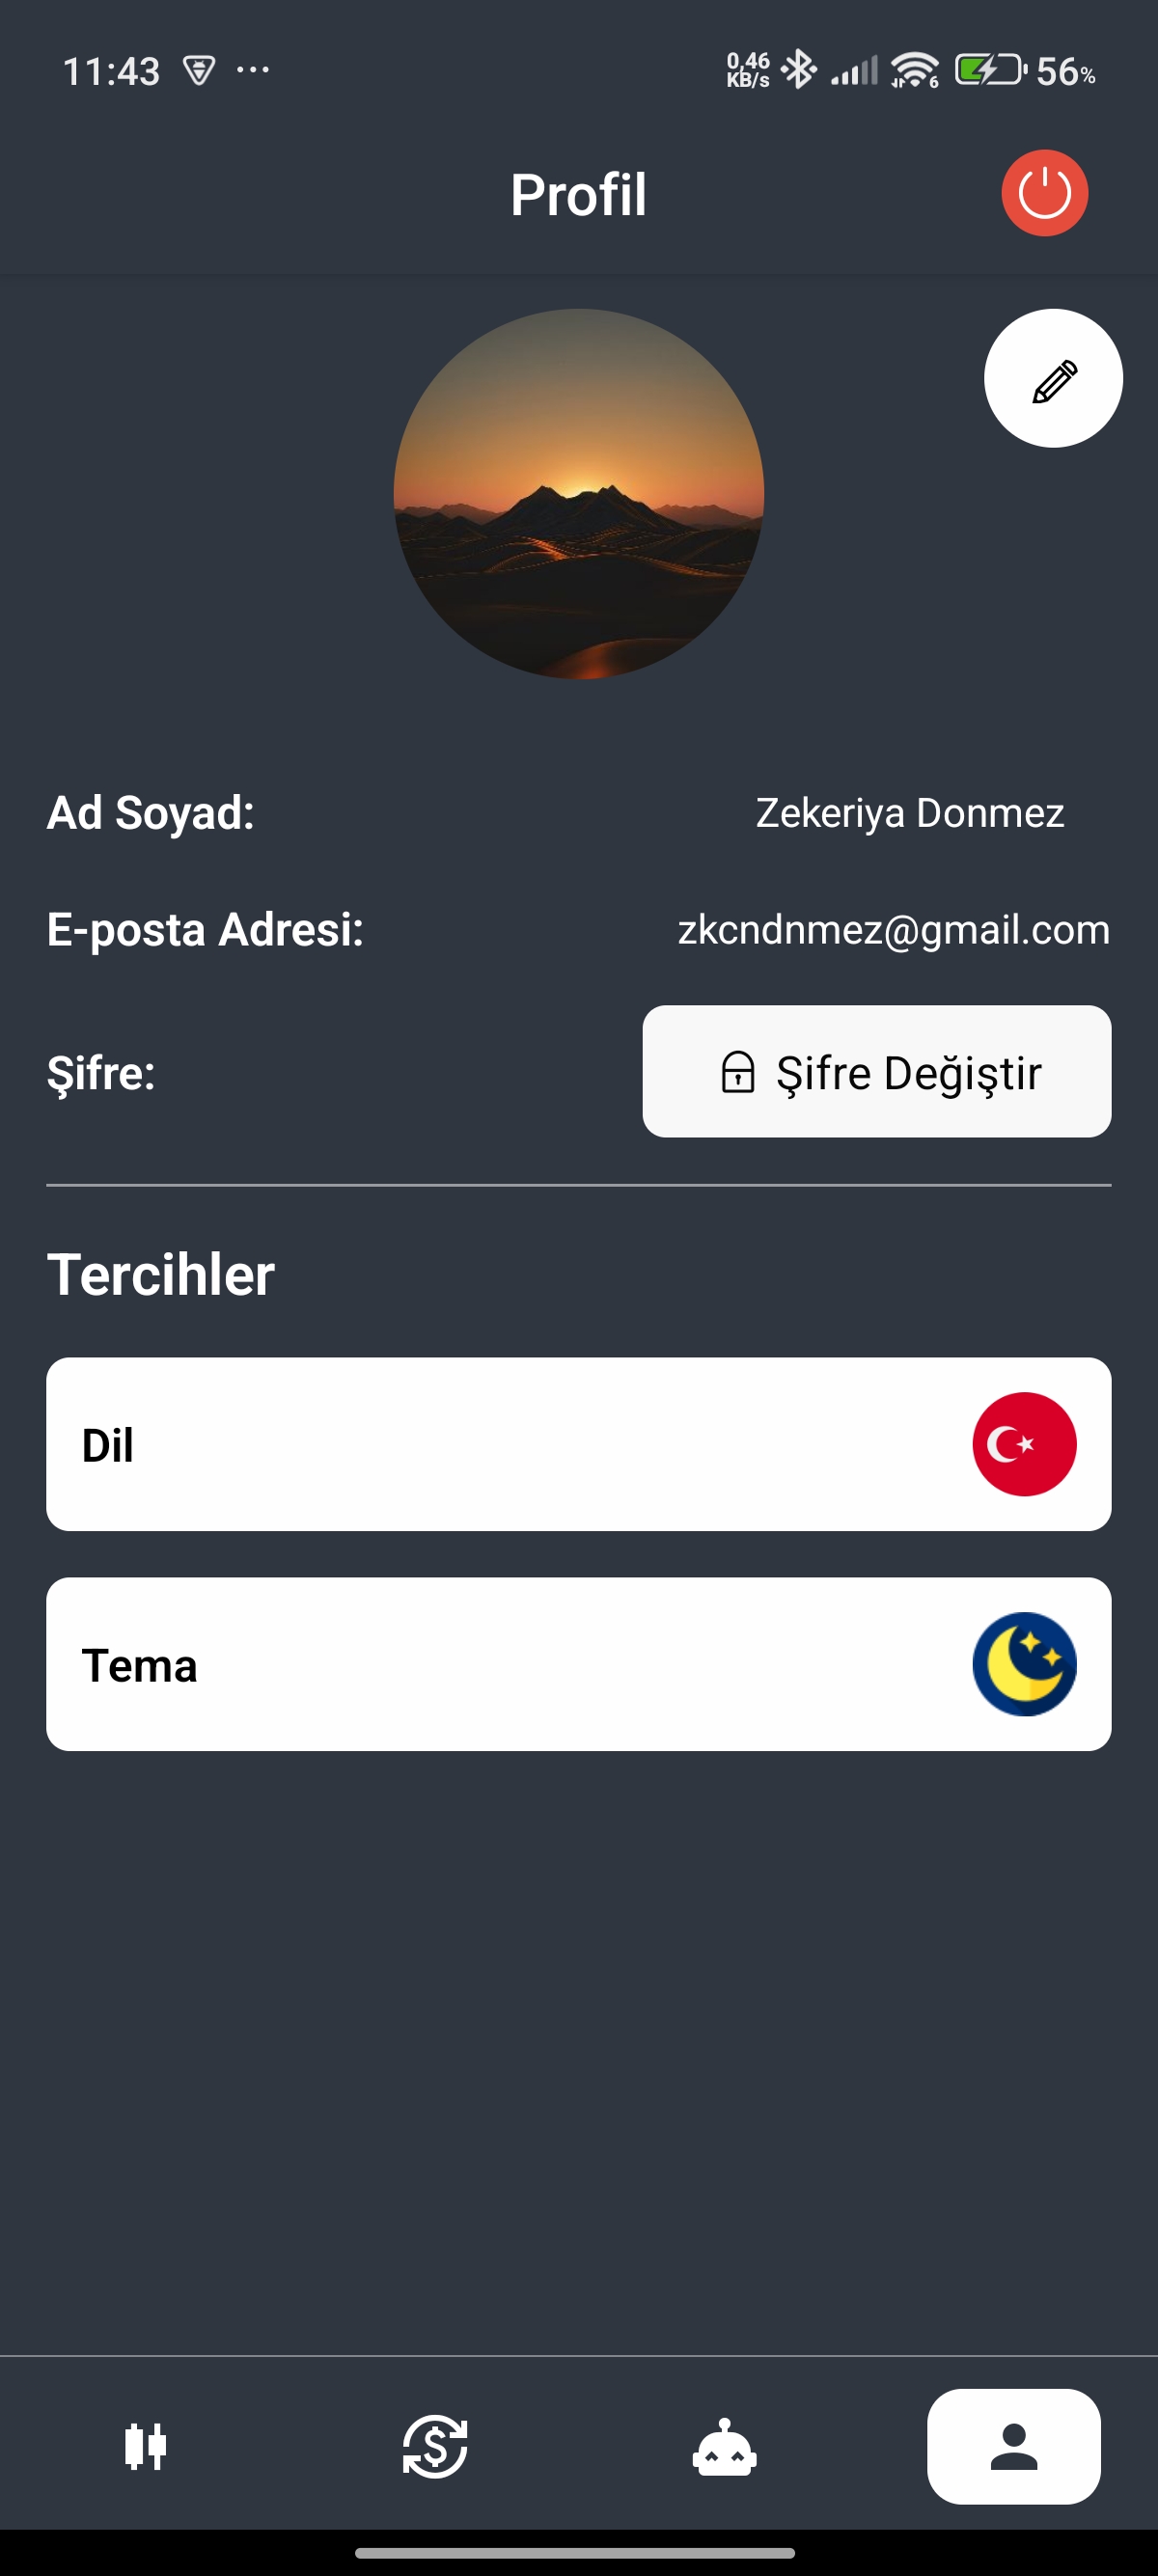 11:43
0,46
KB/s
6
56%
Profil
Ad Soyad: Zekeriya Donmez
E-posta Adresi: zkcndnmez@gmail.com
Şifre: Şifre Değiştir
Tercihler
Dil
Tema